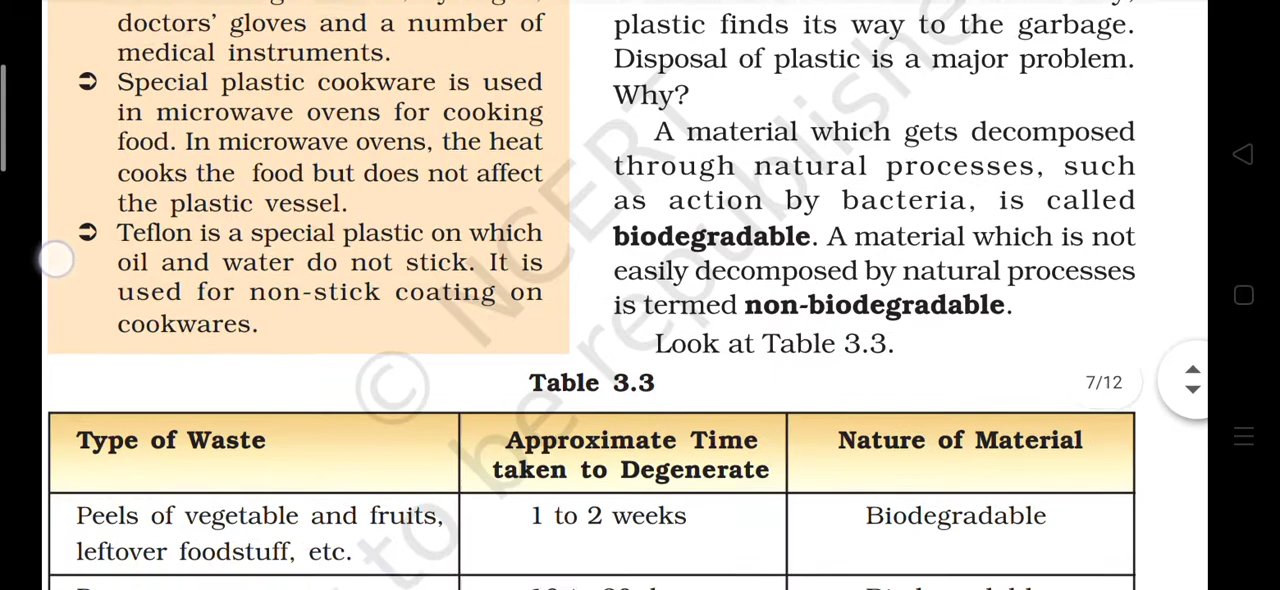 doctors' gloves and a number of
medical instruments.
➲ Special plastic cookware is used
in microwave ovens for cooking
food. In microwave ovens, the heat
cooks the food but does not affect
the plastic vessel.
➲ Teflon is a special plastic on which
oil and water do not stick. It is
used for non-stick coating on
cookwares.
plastic finds its way to the garbage.
Disposal of plastic is a major problem.
Why?
A material which gets decomposed
through natural processes, such
as action by bacteria, is called
biodegradable. A material which is not
easily decomposed by natural processes
is termed non-biodegradable.
Look at Table 3.3.
Table 3.3
7/12
Type of Waste
Approximate Time
taken to Degenerate
Nature of Material
Peels of vegetable and fruits,
leftover foodstuff, etc.
1 to 2 weeks
Biodegradable
© NCERT
to be republishe